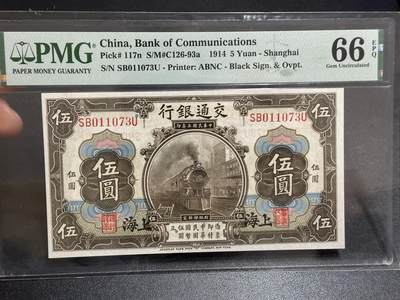 PMG
PAPER MONEY GUARANTY
China, Bank of Communications
Pick# 117n S/M#C126-93a 1914 5 Yuan - Shanghai
S/N SB011073U - Printer: ABNC - Black Sign. & Ovpt.
66 EPQ
Gem Uncirculated
伍 行銀通交 伍
SB011073U SB011073U
伍圓 伍圓 伍圓
海上 海上
伍 伍